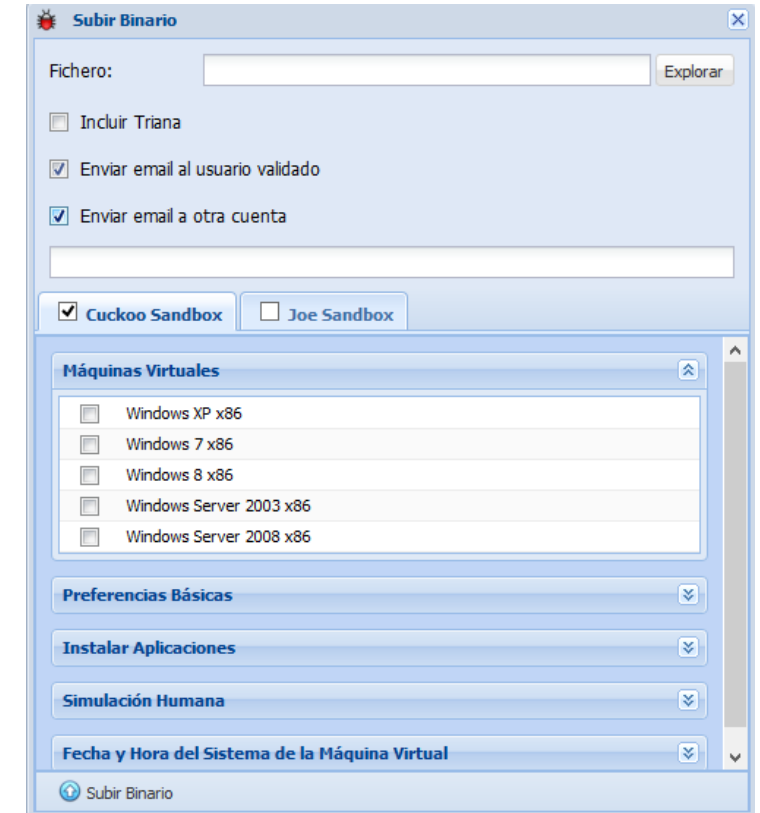 Subir Binario
Fichero:
Explorar
Incluir Triana
Enviar email al usuario validado
Enviar email a otra cuenta
Cuckoo Sandbox
Joe Sandbox
Máquinas Virtuales
Windows XP x86
Windows 7 x86
Windows 8 x86
Windows Server 2003 x86
Windows Server 2008 x86
Preferencias Básicas
Instalar Aplicaciones
Simulación Humana
Fecha y Hora del Sistema de la Máquina Virtual
Subir Binario